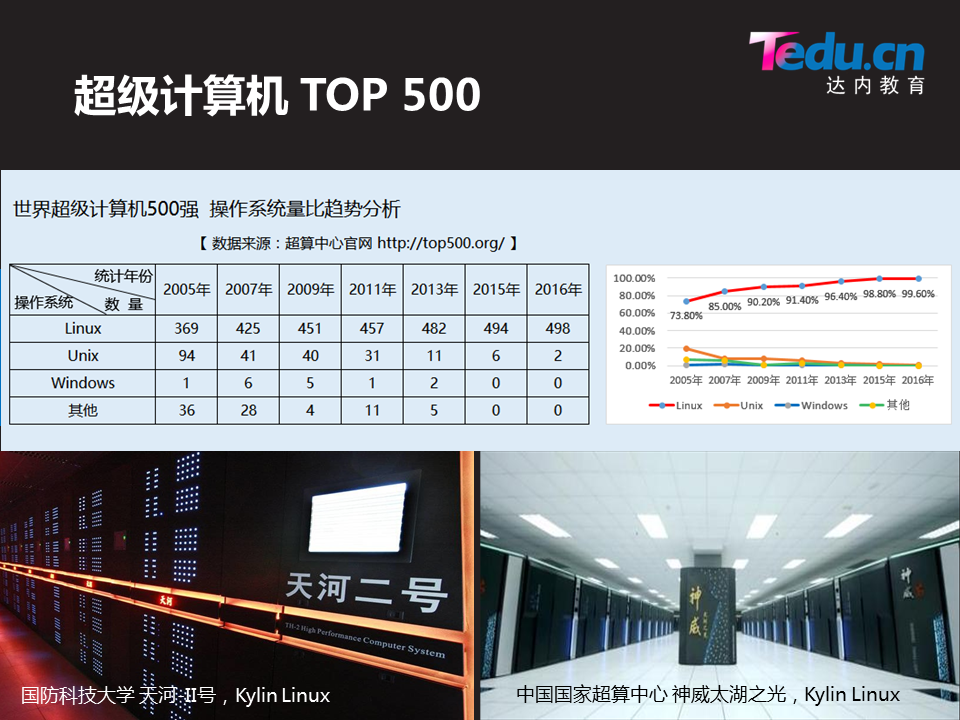 Tedu.cn
达内教育
超级计算机 TOP 500
世界超级计算机500强 操作系统量比趋势分析
【 数据来源：超算中心官网 http://top500.org/ 】
统计年份 2005年 2007年 2009年 2011年 2013年 2015年 2016年
操作系统 数 量
Linux 369 425 451 457 482 494 498
Unix 94 41 40 31 11 6 2
Windows 1 6 5 1 2 0 0
其他 36 28 4 11 5 0 0
100.00%
80.00%
60.00%
40.00%
20.00%
0.00%
73.80% 85.00% 90.20% 91.40% 96.40% 98.80% 99.60%
2005年 2007年 2009年 2011年 2013年 2015年 2016年
Linux Unix Windows 其他
天河
天河二号
TH-2 High Performance Computer System
国防科技大学 天河-II号，Kylin Linux
神威
神威
中国国家超算中心 神威太湖之光，Kylin Linux